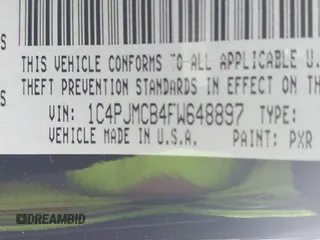 S
THIS VEHICLE CONFORMS TO ALL APPLICABLE U.
THEFT PREVENTION STANDARDS IN EFFECT ON TH
S
VIN: 1C4PJMCB4FW648897 TYPE:
VEHICLE MADE IN U.S.A. PAINT: PXR
DREAMBID